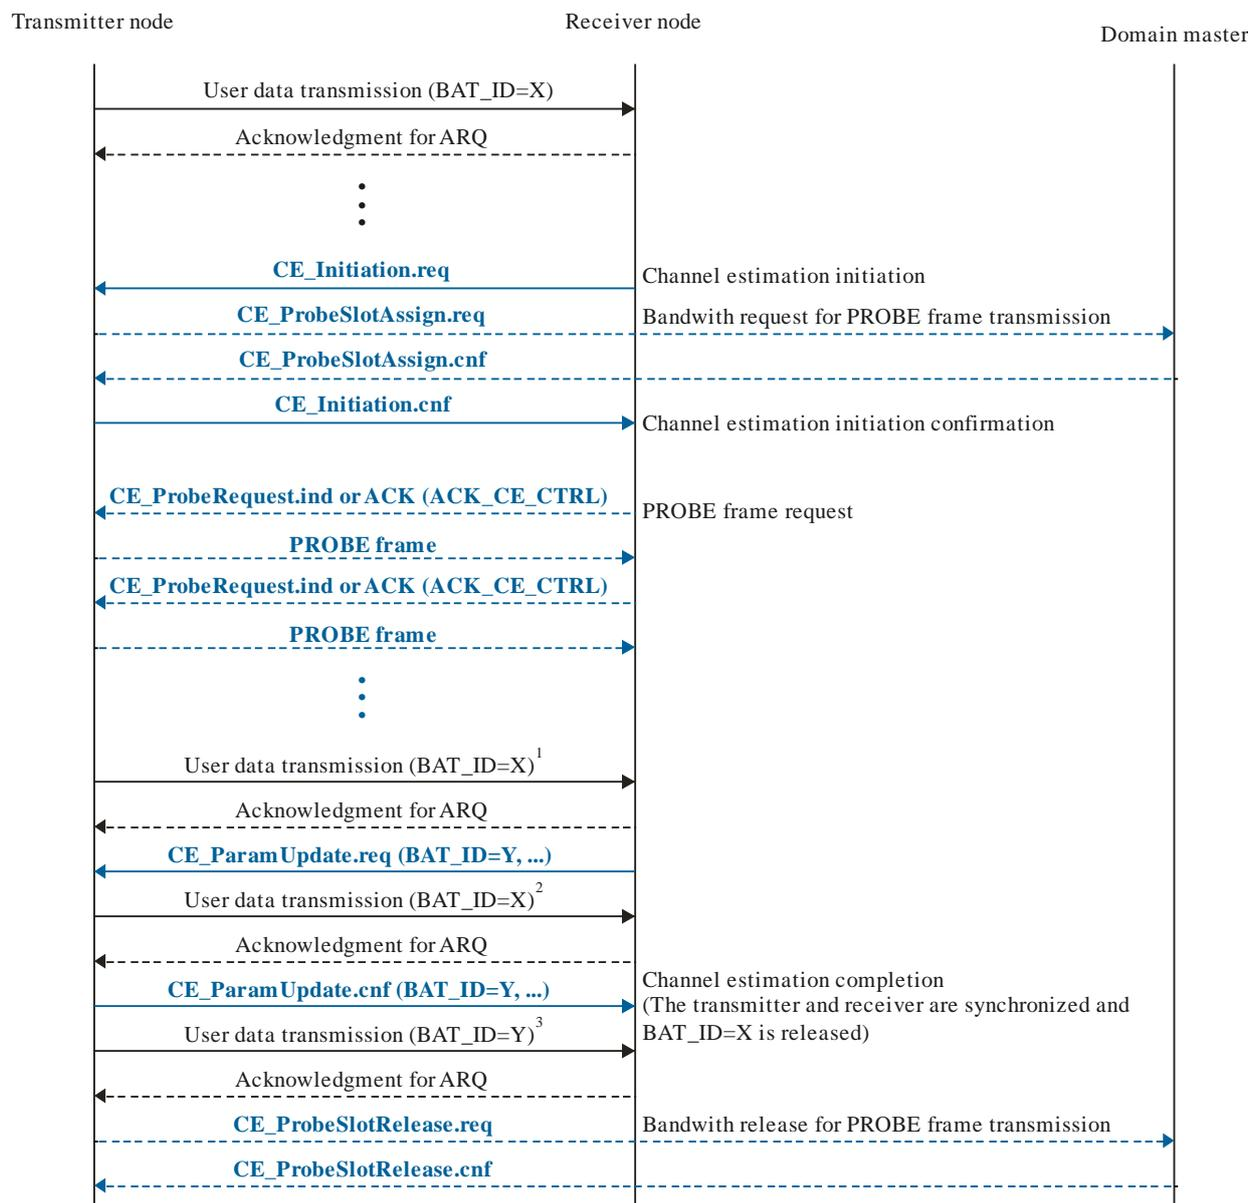 Transmitter node
Receiver node
Domain master
User data transmission (BAT_ID=X)
Acknowledgment for ARQ
CE_Initiation.req
Channel estimation initiation
CE_ProbeSlotAssign.req
Bandwith request for PROBE frame transmission
CE_ProbeSlotAssign.cnf
CE_Initiation.cnf
Channel estimation initiation confirmation
CE_ProbeRequest.ind or ACK (ACK_CE_CTRL)
PROBE frame request
PROBE frame
CE_ProbeRequest.ind or ACK (ACK_CE_CTRL)
PROBE frame
User data transmission (BAT_ID=X)1
Acknowledgment for ARQ
CE_ParamUpdate.req (BAT_ID=Y, ...)
User data transmission (BAT_ID=X)2
Acknowledgment for ARQ
CE_ParamUpdate.cnf (BAT_ID=Y, ...)
Channel estimation completion
(The transmitter and receiver are synchronized and
BAT_ID=X is released)
User data transmission (BAT_ID=Y)3
Acknowledgment for ARQ
CE_ProbeSlotRelease.req
Bandwith release for PROBE frame transmission
CE_ProbeSlotRelease.cnf